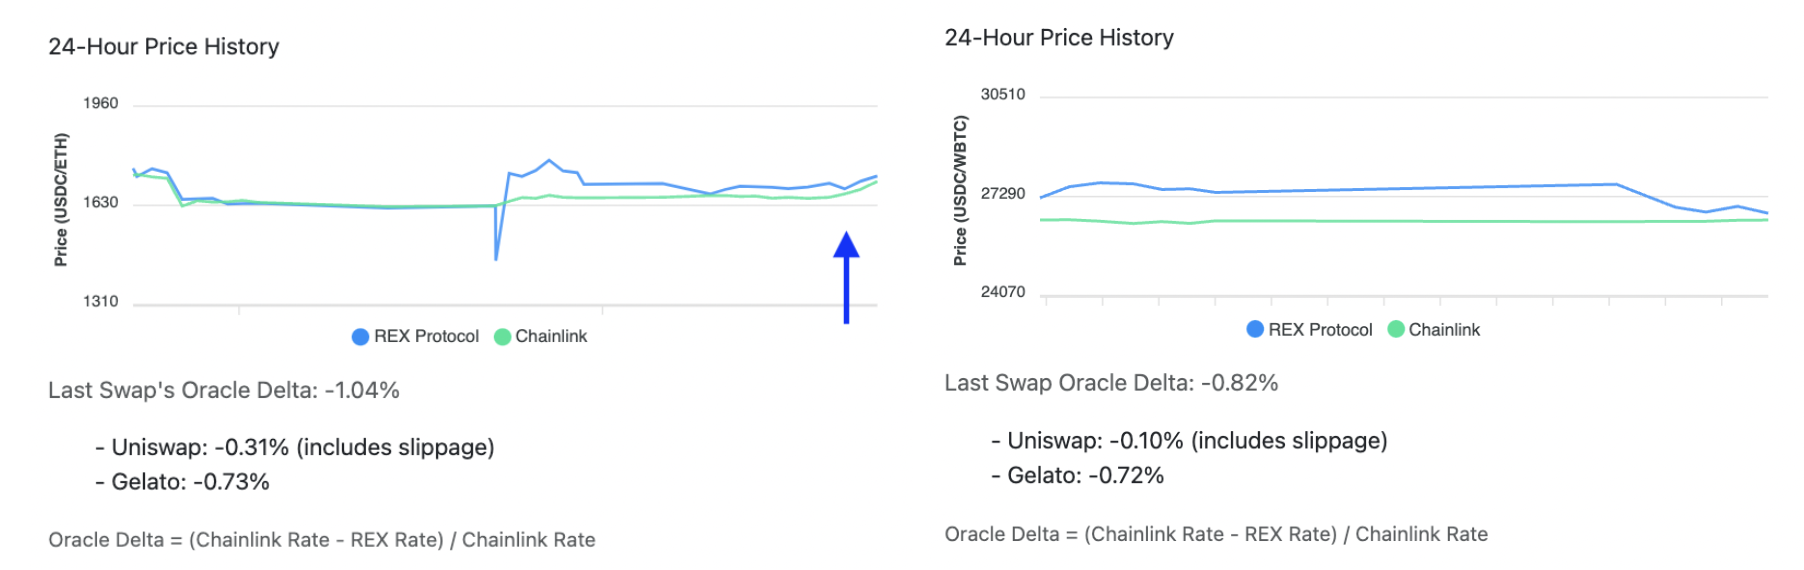 24-Hour Price History
1960
1630
1310
Price (USDC/ETH)
REX Protocol Chainlink
Last Swap's Oracle Delta: -1.04%
- Uniswap: -0.31% (includes slippage)
- Gelato: -0.73%
Oracle Delta = (Chainlink Rate - REX Rate) / Chainlink Rate
24-Hour Price History
30510
27290
24070
Price (USDC/WBTC)
REX Protocol Chainlink
Last Swap Oracle Delta: -0.82%
- Uniswap: -0.10% (includes slippage)
- Gelato: -0.72%
Oracle Delta = (Chainlink Rate - REX Rate) / Chainlink Rate